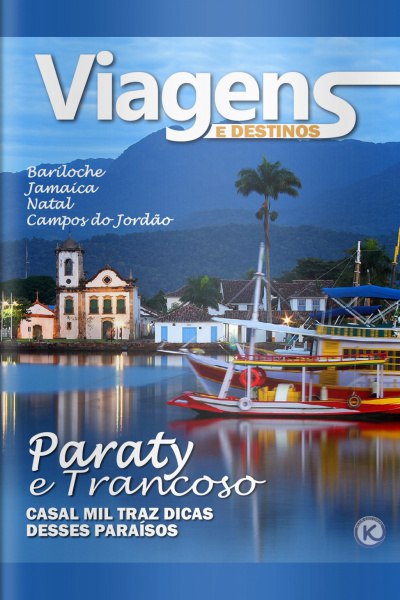 Viagens
E DESTINOS
Bariloche
Jamaica
Natal
Campos do Jordão
Paraty
e Trancoso
CASAL MIL TRAZ DICAS
DESSES PARAÍSOS
K